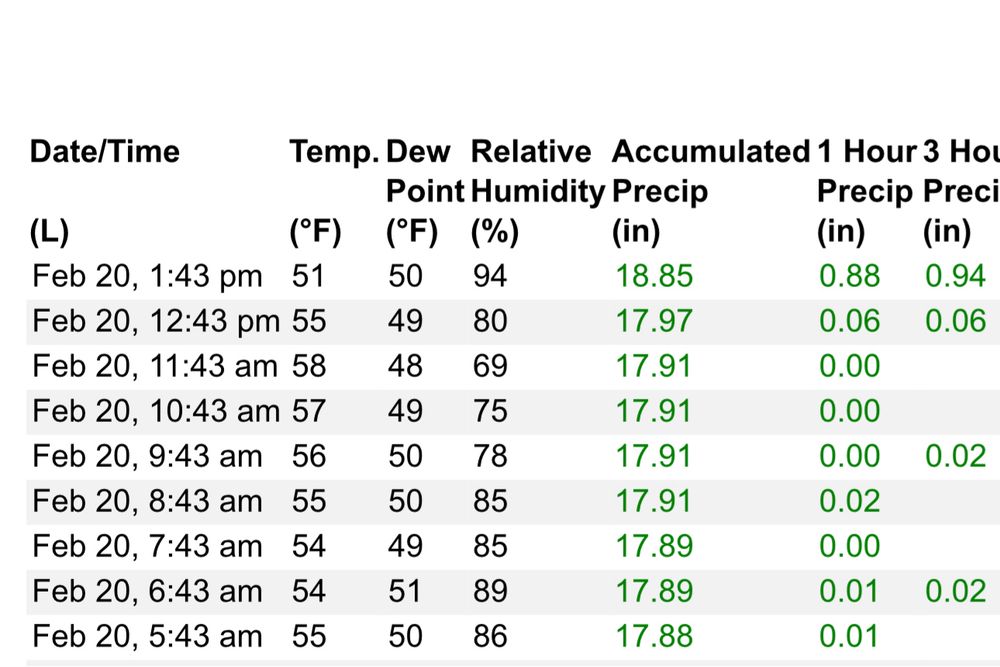 Date/Time Temp. Dew Relative Accumulated 1 Hour 3 Hou
Point Humidity Precip Precip Preci
(L) (°F) (°F) (%) (in) (in) (in)
Feb 20, 1:43 pm 51 50 94 18.85 0.88 0.94
Feb 20, 12:43 pm 55 49 80 17.97 0.06 0.06
Feb 20, 11:43 am 58 48 69 17.91 0.00
Feb 20, 10:43 am 57 49 75 17.91 0.00
Feb 20, 9:43 am 56 50 78 17.91 0.00 0.02
Feb 20, 8:43 am 55 50 85 17.91 0.02
Feb 20, 7:43 am 54 49 85 17.89 0.00
Feb 20, 6:43 am 54 51 89 17.89 0.01 0.02
Feb 20, 5:43 am 55 50 86 17.88 0.01